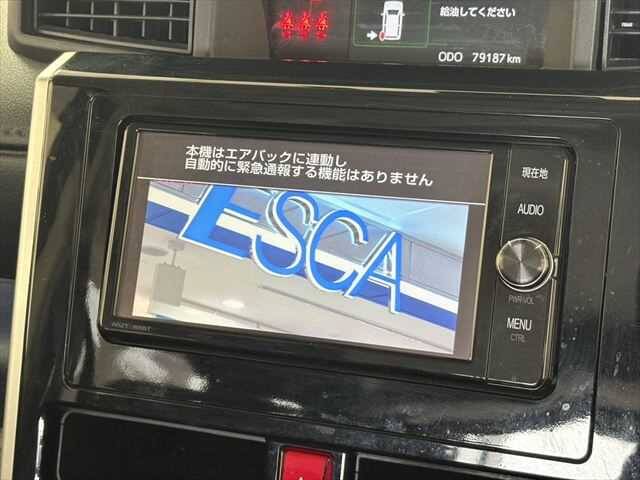 給油してください
ODO 79187 km
本機はエアバックに連動し
自動的に緊急通報する機能はありません
ESCA
現在地
AUDIO
PWR·VOL
MENU
CTRL